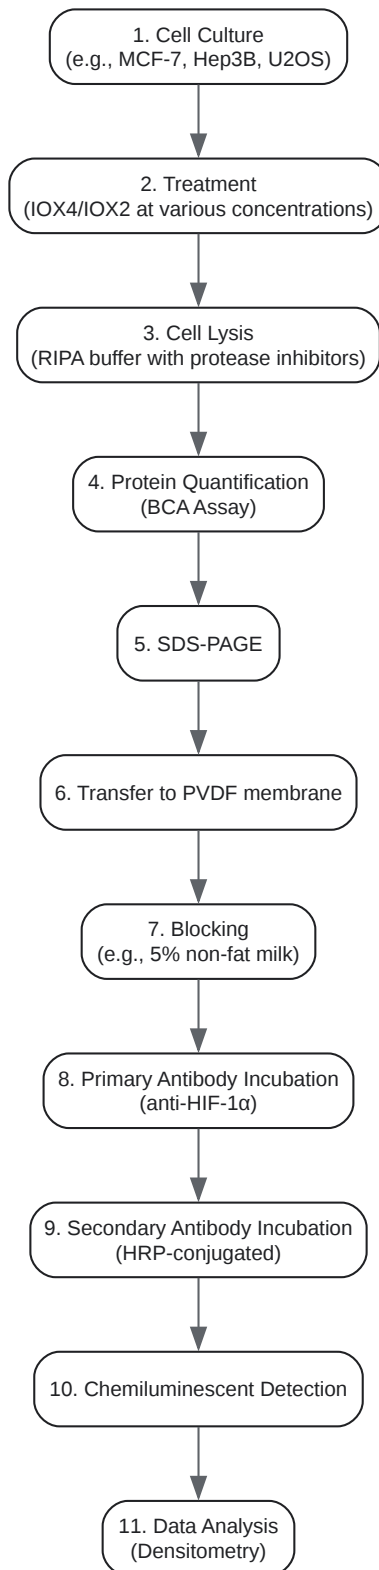 1. Cell Culture
(e.g., MCF-7, Hep3B, U2OS)
2. Treatment
(IOX4/IOX2 at various concentrations)
3. Cell Lysis
(RIPA buffer with protease inhibitors)
4. Protein Quantification
(BCA Assay)
5. SDS-PAGE
6. Transfer to PVDF membrane
7. Blocking
(e.g., 5% non-fat milk)
8. Primary Antibody Incubation
(anti-HIF-1α)
9. Secondary Antibody Incubation
(HRP-conjugated)
10. Chemiluminescent Detection
11. Data Analysis
(Densitometry)